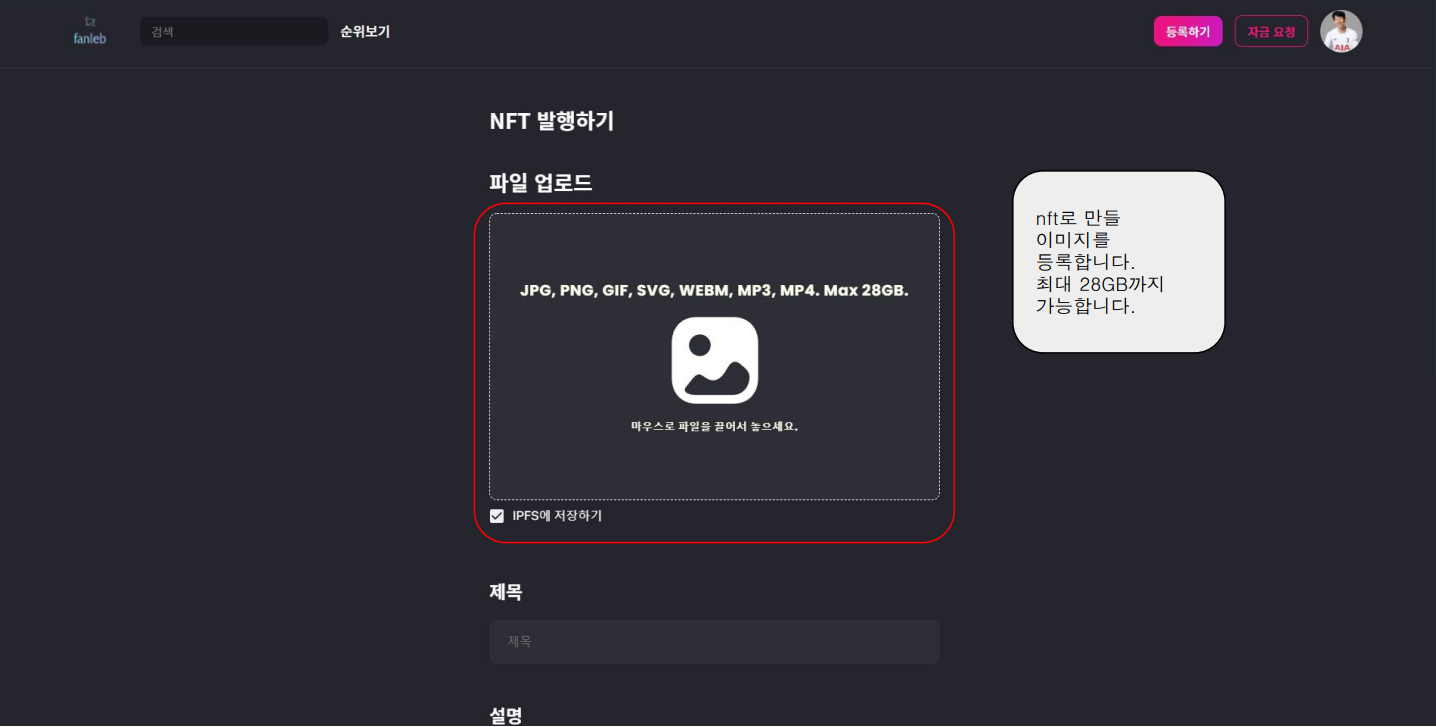 fanleb
검색
순위보기
등록하기
자금 요청
AIA
NFT 발행하기
파일 업로드
JPG, PNG, GIF, SVG, WEBM, MP3, MP4. Max 28GB.
마우스로 파일을 끌어서 놓으세요.
IPFS에 저장하기
nft로 만들
이미지를
등록합니다.
최대 28GB까지
가능합니다.
제목
제목
설명